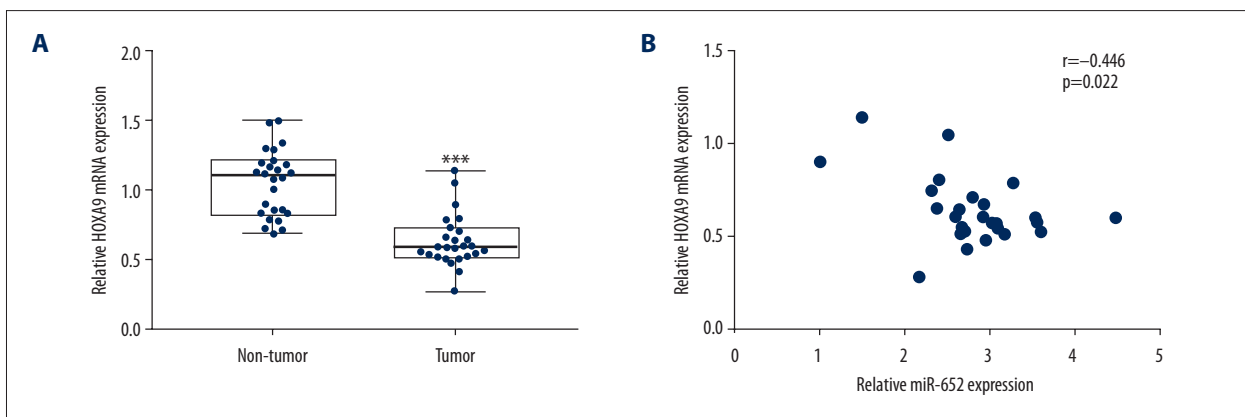 A
Relative HOXA9 mRNA expression
2.0
1.5
1.0
0.5
0.0
***
Non-tumor
Tumor
B
Relative HOXA9 mRNA expression
1.5
1.0
0.5
0.0
r=–0.446
p=0.022
0 1 2 3 4 5
Relative miR-652 expression